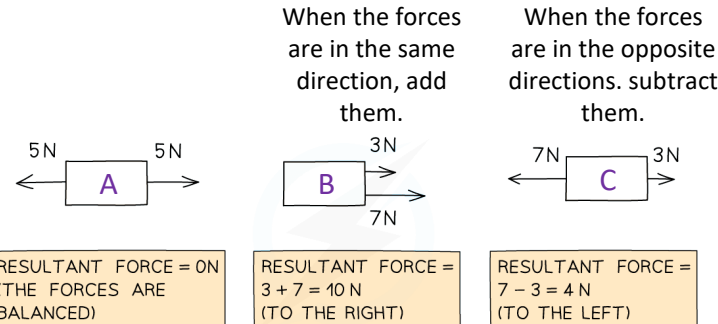 When the forces
are in the same
direction, add
them.
When the forces
are in the opposite
directions. subtract
them.
5N 5N
A
3N
B
7N
7N 3N
C
RESULTANT FORCE = 0N
(THE FORCES ARE
BALANCED)
RESULTANT FORCE =
3 + 7 = 10 N
(TO THE RIGHT)
RESULTANT FORCE =
7 – 3 = 4 N
(TO THE LEFT)